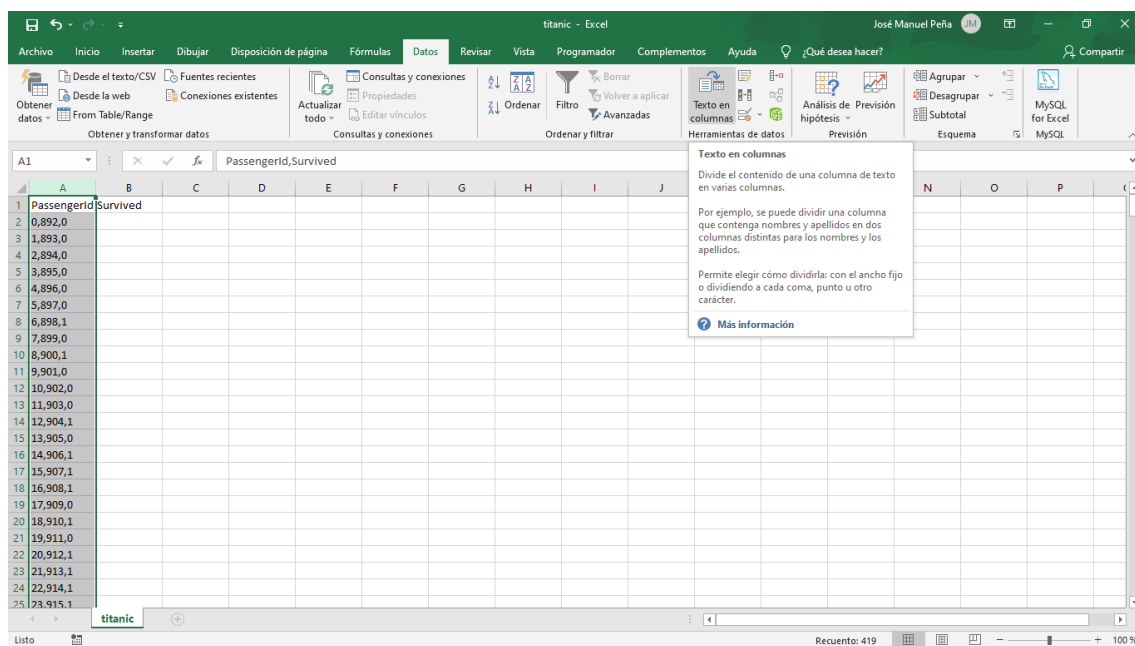 titanic - Excel
José Manuel Peña
JM
Archivo Inicio Insertar Dibujar Disposición de página Fórmulas Datos Revisar Vista Programador Complementos Ayuda ¿Qué desea hacer? Compartir
Obtener datos
Desde el texto/CSV
Desde la web
From Table/Range
Fuentes recientes
Conexiones existentes
Obtener y transformar datos
Actualizar todo
Consultas y conexiones
Propiedades
Editar vínculos
Consultas y conexiones
Ordenar
Filtro
Borrar
Volver a aplicar
Avanzadas
Ordenar y filtrar
Texto en columnas
Herramientas de datos
Análisis de hipótesis
Previsión
Previsión
Agrupar
Desagrupar
Subtotal
Esquema
MySQL for Excel
MySQL
A1
fx
PassengerId,Survived
Texto en columnas
Divide el contenido de una columna de texto
en varias columnas.
Por ejemplo, se puede dividir una columna
que contenga nombres y apellidos en dos
columnas distintas para los nombres y los
apellidos.
Permite elegir cómo dividirla: con el ancho fijo
o dividiendo a cada coma, punto u otro
carácter.
? Más información
A B C D E F G H I J N O P
1 PassengerId,Survived
2 0,892,0
3 1,893,0
4 2,894,0
5 3,895,0
6 4,896,0
7 5,897,0
8 6,898,1
9 7,899,0
10 8,900,1
11 9,901,0
12 10,902,0
13 11,903,0
14 12,904,1
15 13,905,0
16 14,906,1
17 15,907,1
18 16,908,1
19 17,909,0
20 18,910,1
21 19,911,0
22 20,912,1
23 21,913,1
24 22,914,1
25 23,915,1
titanic
Listo
Recuento: 419
100 %